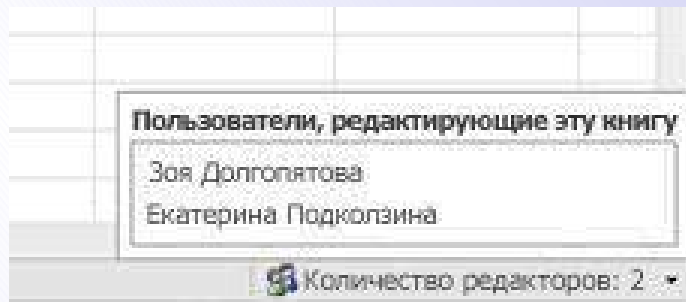 Пользователи, редактирующие эту книгу
Зоя Долгопятова
Екатерина Подколзина
Количество редакторов: 2